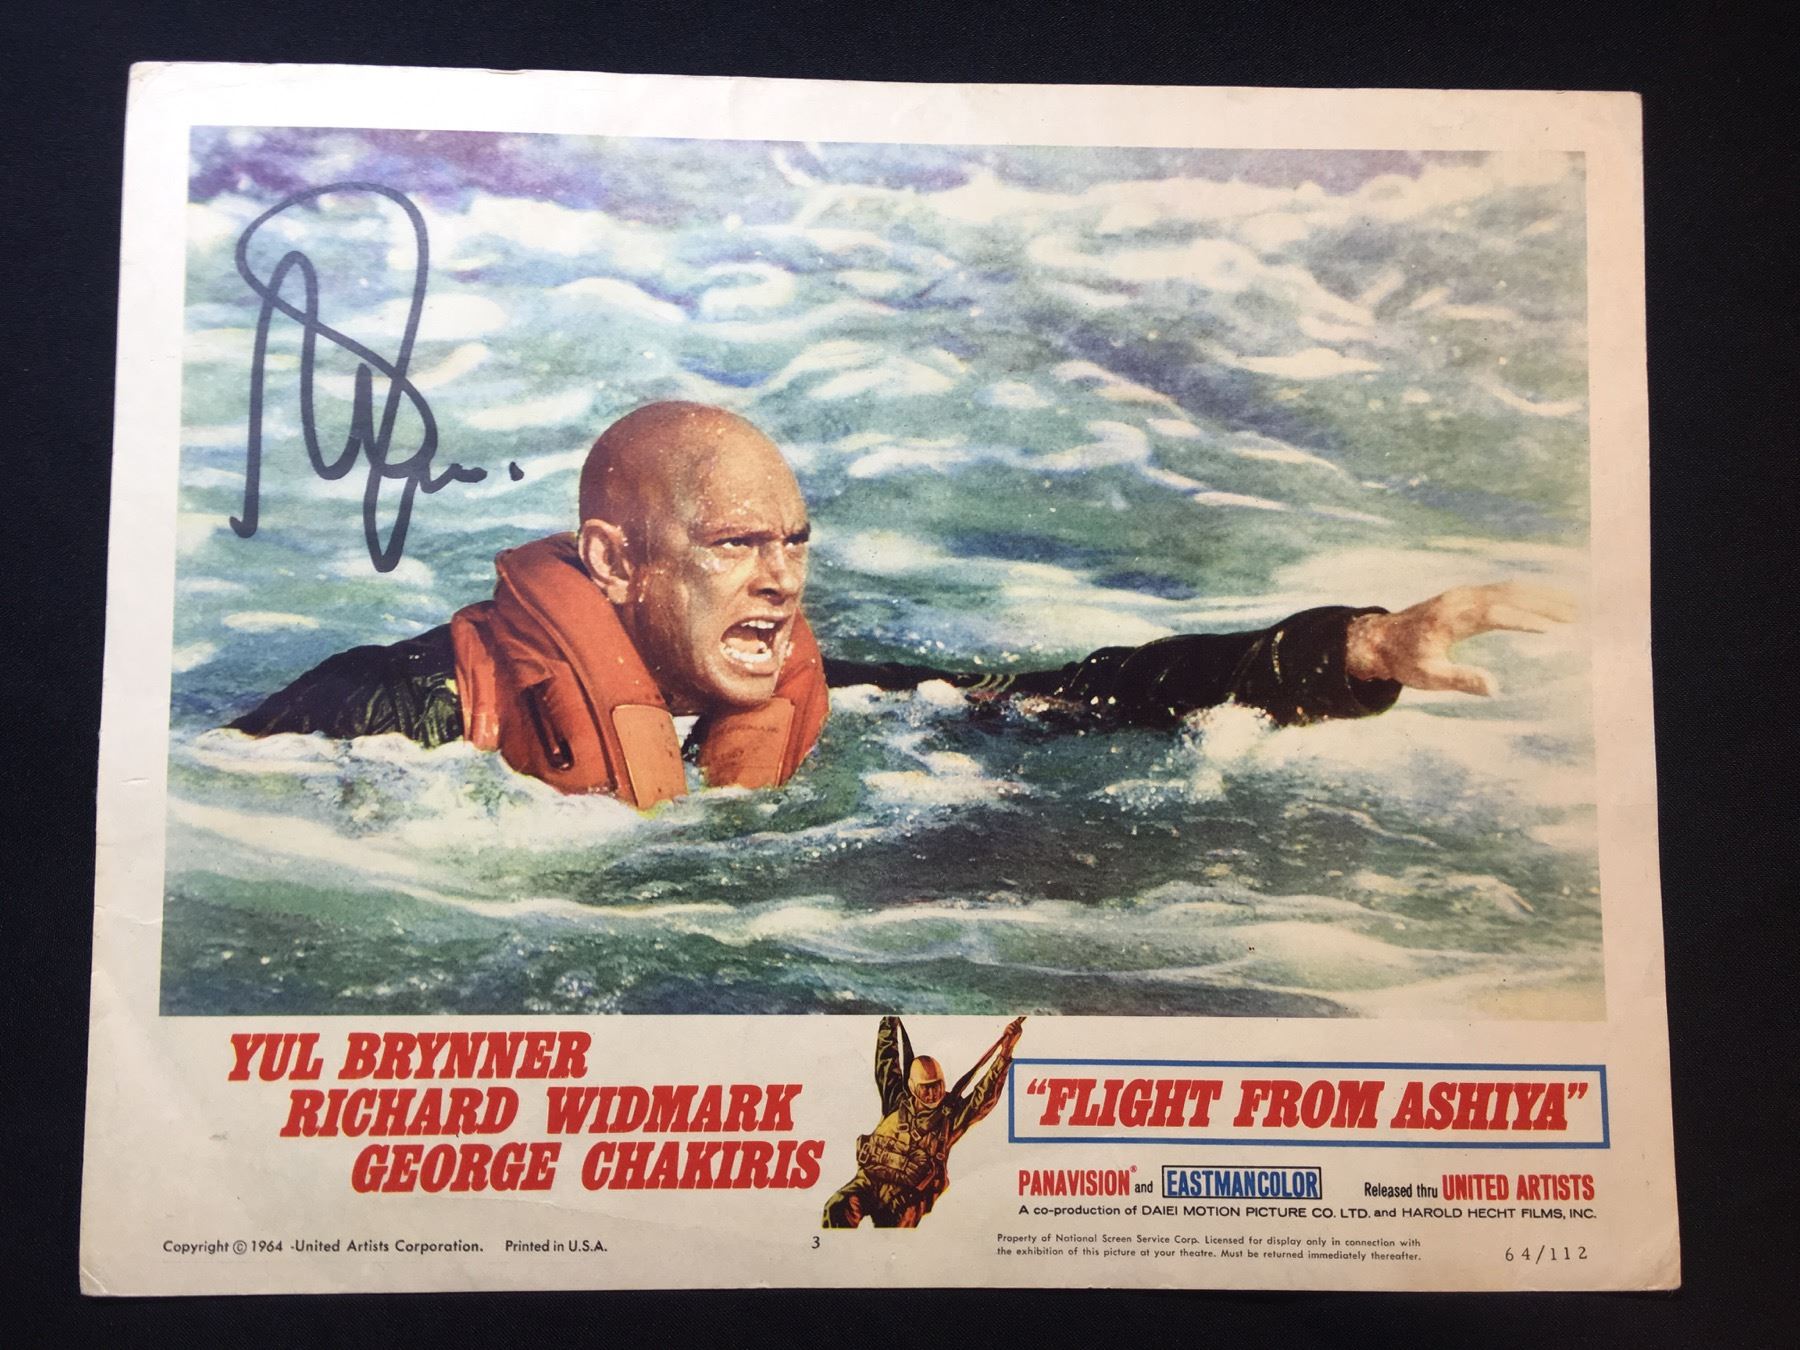 YUL BRYNNER
RICHARD WIDMARK
GEORGE CHAKIRIS
“FLIGHT FROM ASHIYA”
PANAVISION® and EASTMANCOLOR Released thru UNITED ARTISTS
A co-production of DAIEI MOTION PICTURE CO. LTD. and HAROLD HECHT FILMS, INC.
Copyright © 1964 -United Artists Corporation. Printed in U.S.A.
3
Property of National Screen Service Corp. Licensed for display only in connection with
the exhibition of this picture at your theatre. Must be returned immediately thereafter.
64/112